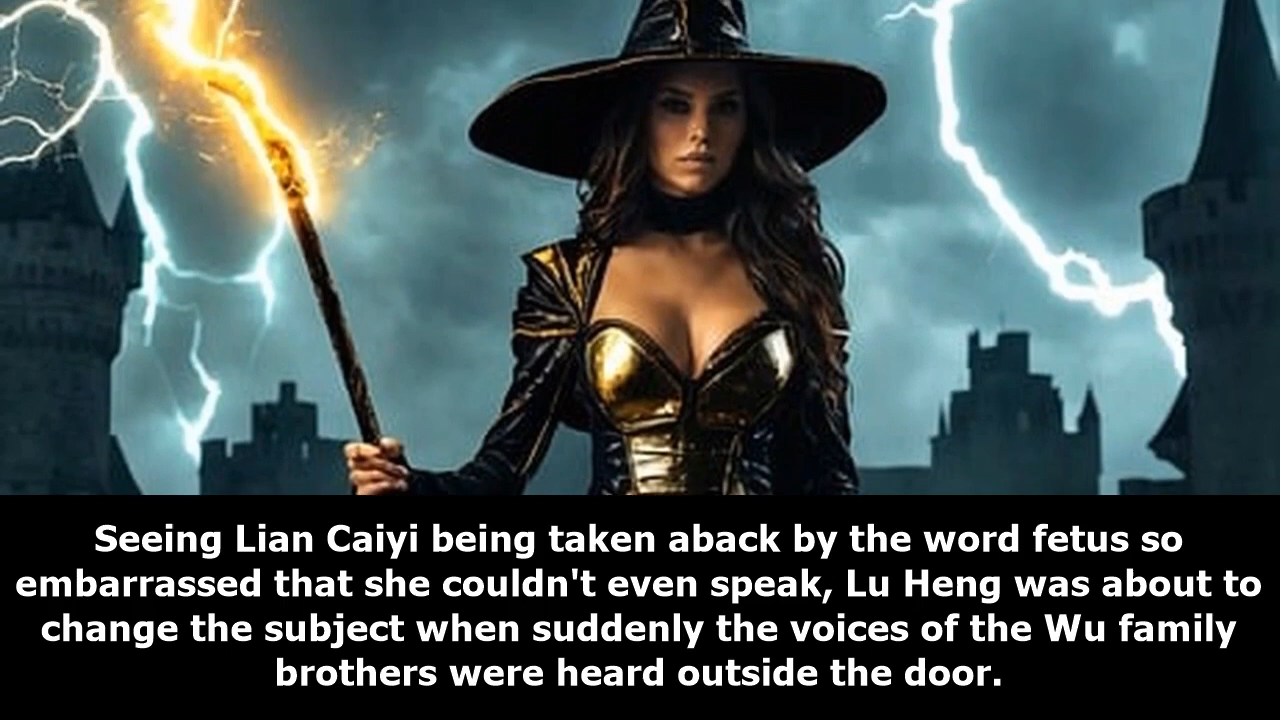 Seeing Lian Caiyi being taken aback by the word fetus so
embarrassed that she couldn't even speak, Lu Heng was about to
change the subject when suddenly the voices of the Wu family
brothers were heard outside the door.